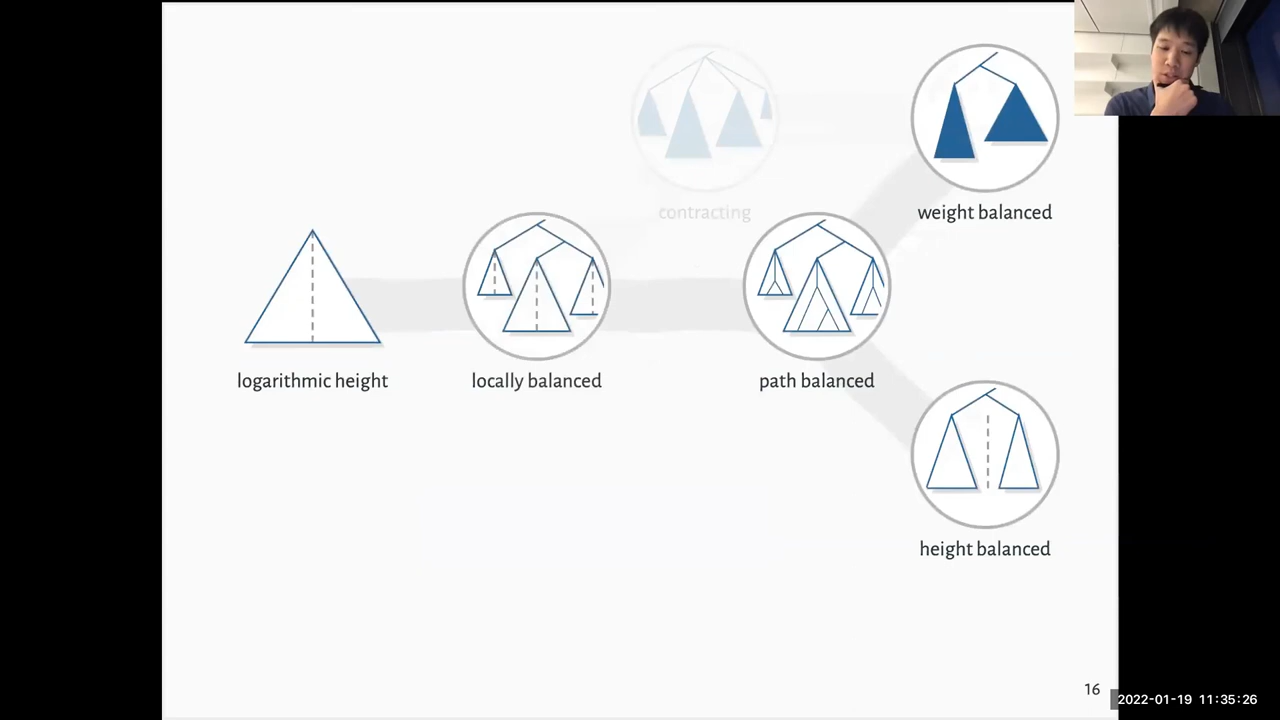 contracting
weight balanced
logarithmic height
locally balanced
path balanced
height balanced
16
2022-01-19 11:35:26